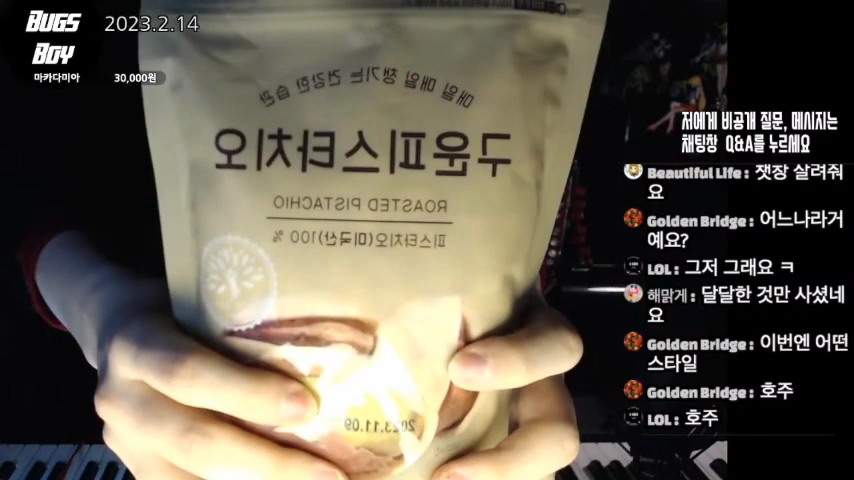 BUGS
BOY
2023.2.14
마카다미아 30,000원
매일 매일 챙기는 건강한 습관
구운피스타치오
ROASTED PISTACHIO
피스타치오(미국산)100 %
2023.11.09
저에게 비공개 질문, 메시지는
채팅창 Q&A를 누르세요
Beautiful Life : 잿장 살려줘
요
Golden Bridge : 어느나라거
예요?
LOL : 그저 그래요 ㅋ
해맑게 : 달달한 것만 사셨네
요
Golden Bridge : 이번엔 어떤
스타일
Golden Bridge : 호주
LOL : 호주